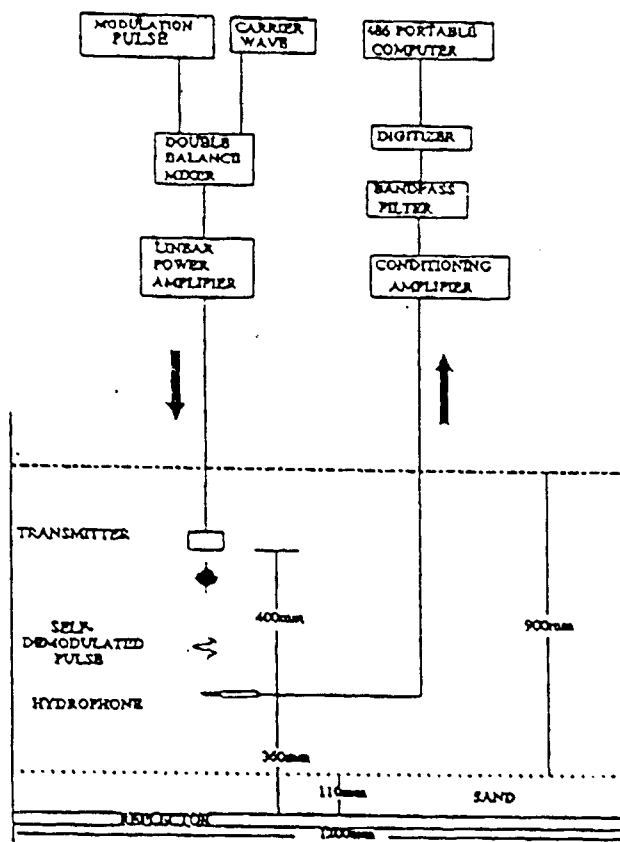 MODULATION
PULSE
CARRIER
WAVE
486 PORTABLE
COMPUTER
DOUBLE
BALANCE
MIXER
DIGITIZER
BANDPASS
FILTER
LINEAR
POWER
AMPLIFIER
CONDITIONING
AMPLIFIER
TRANSMITTER
400mm
900mm
SELF-
DEMODULATED
PULSE
HYDROPHONE
360mm
110mm
SAND
REFLECTOR
1200mm